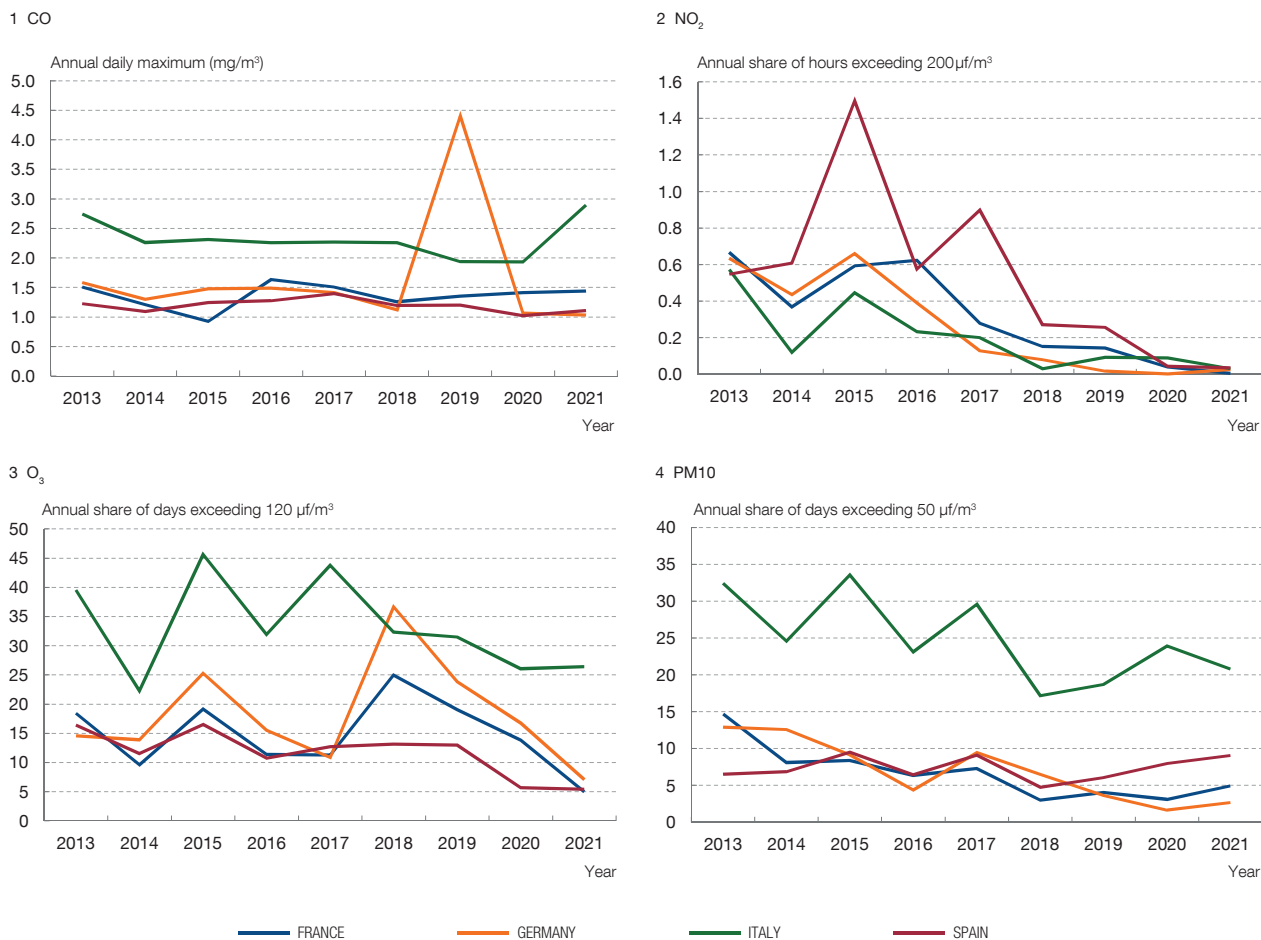 1 CO
Annual daily maximum (mg/m³)
5.0
4.5
4.0
3.5
3.0
2.5
2.0
1.5
1.0
0.5
0.0
2013 2014 2015 2016 2017 2018 2019 2020 2021
Year
2 NO₂
Annual share of hours exceeding 200µf/m³
1.6
1.4
1.2
1.0
0.8
0.6
0.4
0.2
0.0
2013 2014 2015 2016 2017 2018 2019 2020 2021
Year
3 O₃
Annual share of days exceeding 120 µf/m³
50
45
40
35
30
25
20
15
10
5
0
2013 2014 2015 2016 2017 2018 2019 2020 2021
Year
4 PM10
Annual share of days exceeding 50 µf/m³
40
35
30
25
20
15
10
5
0
2013 2014 2015 2016 2017 2018 2019 2020 2021
Year
FRANCE GERMANY ITALY SPAIN